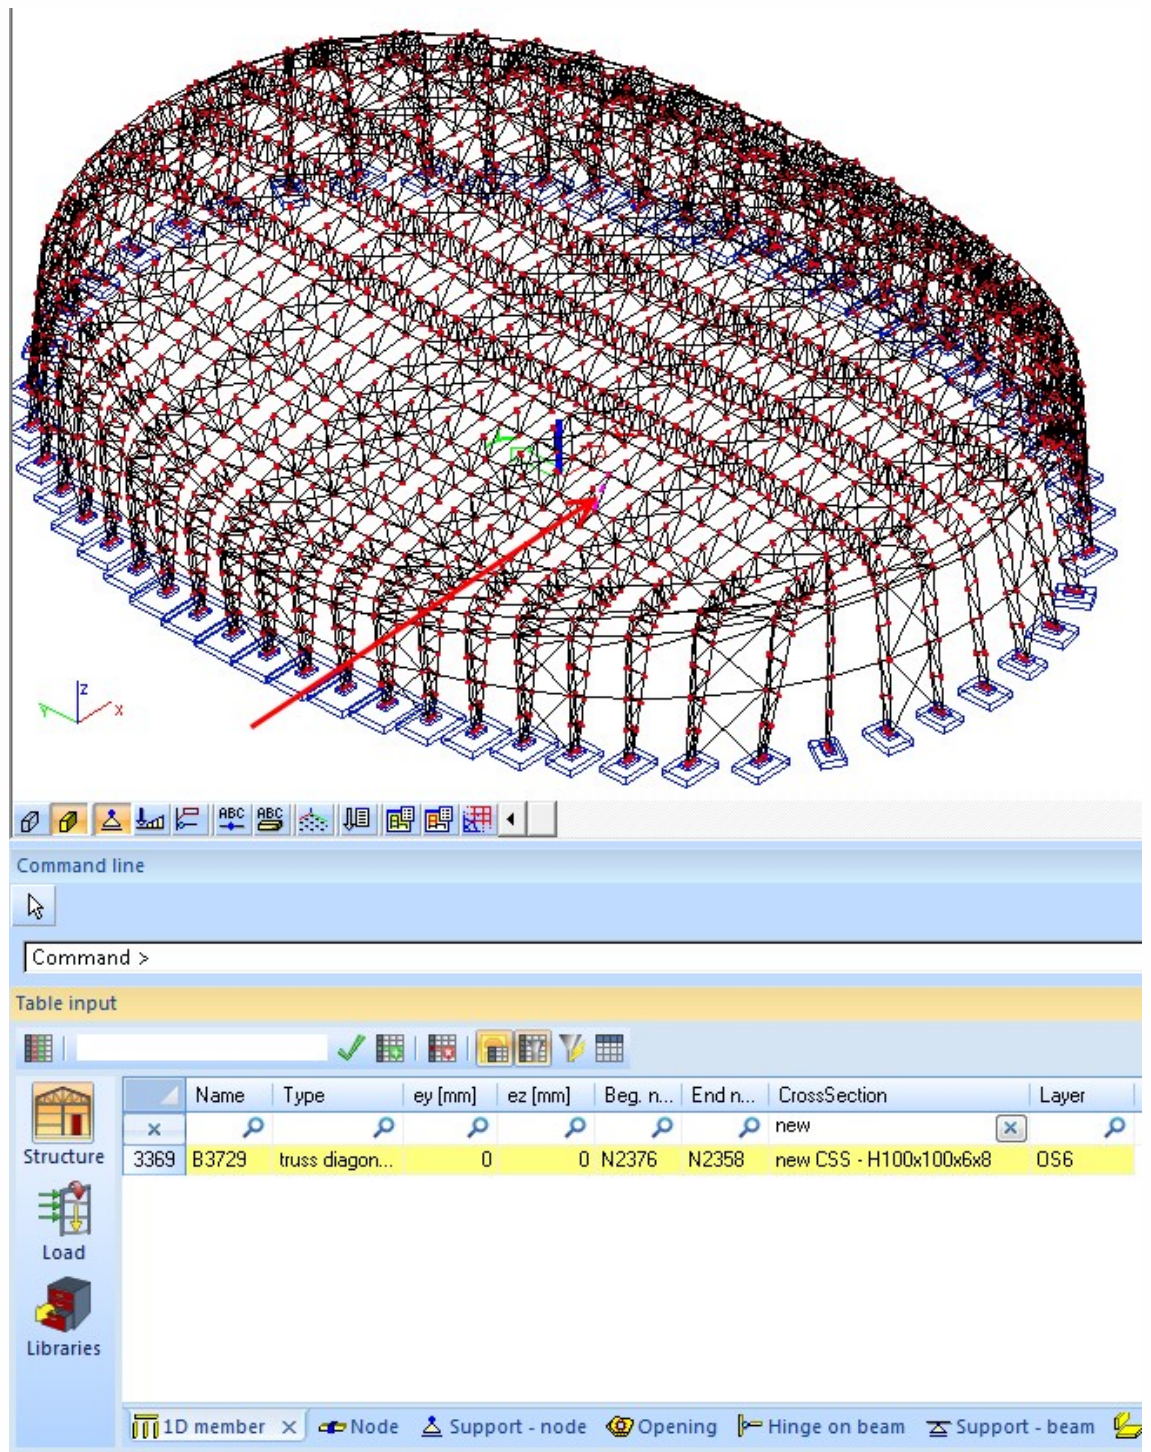 Y
z
Y
x
ABC ABC
Command line
Command >
Table input
Name Type ey [mm] ez [mm] Beg. n... End n... CrossSection Layer
new
3369 B3729 truss diagon... 0 0 N2376 N2358 new CSS - H100x100x6x8 OS6
Structure
Load
Libraries
1D member Node Support - node Opening Hinge on beam Support - beam